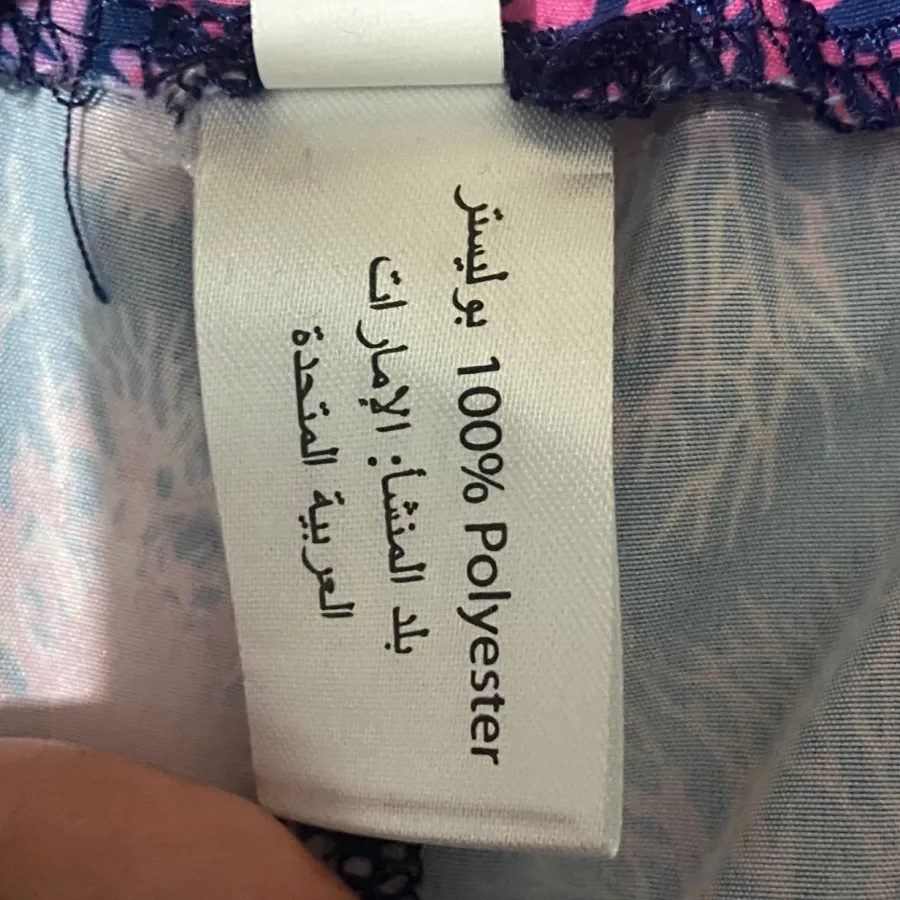 100% Polyester بوليستر
بلد المنشأ: الإمارات
العربية المتحدة